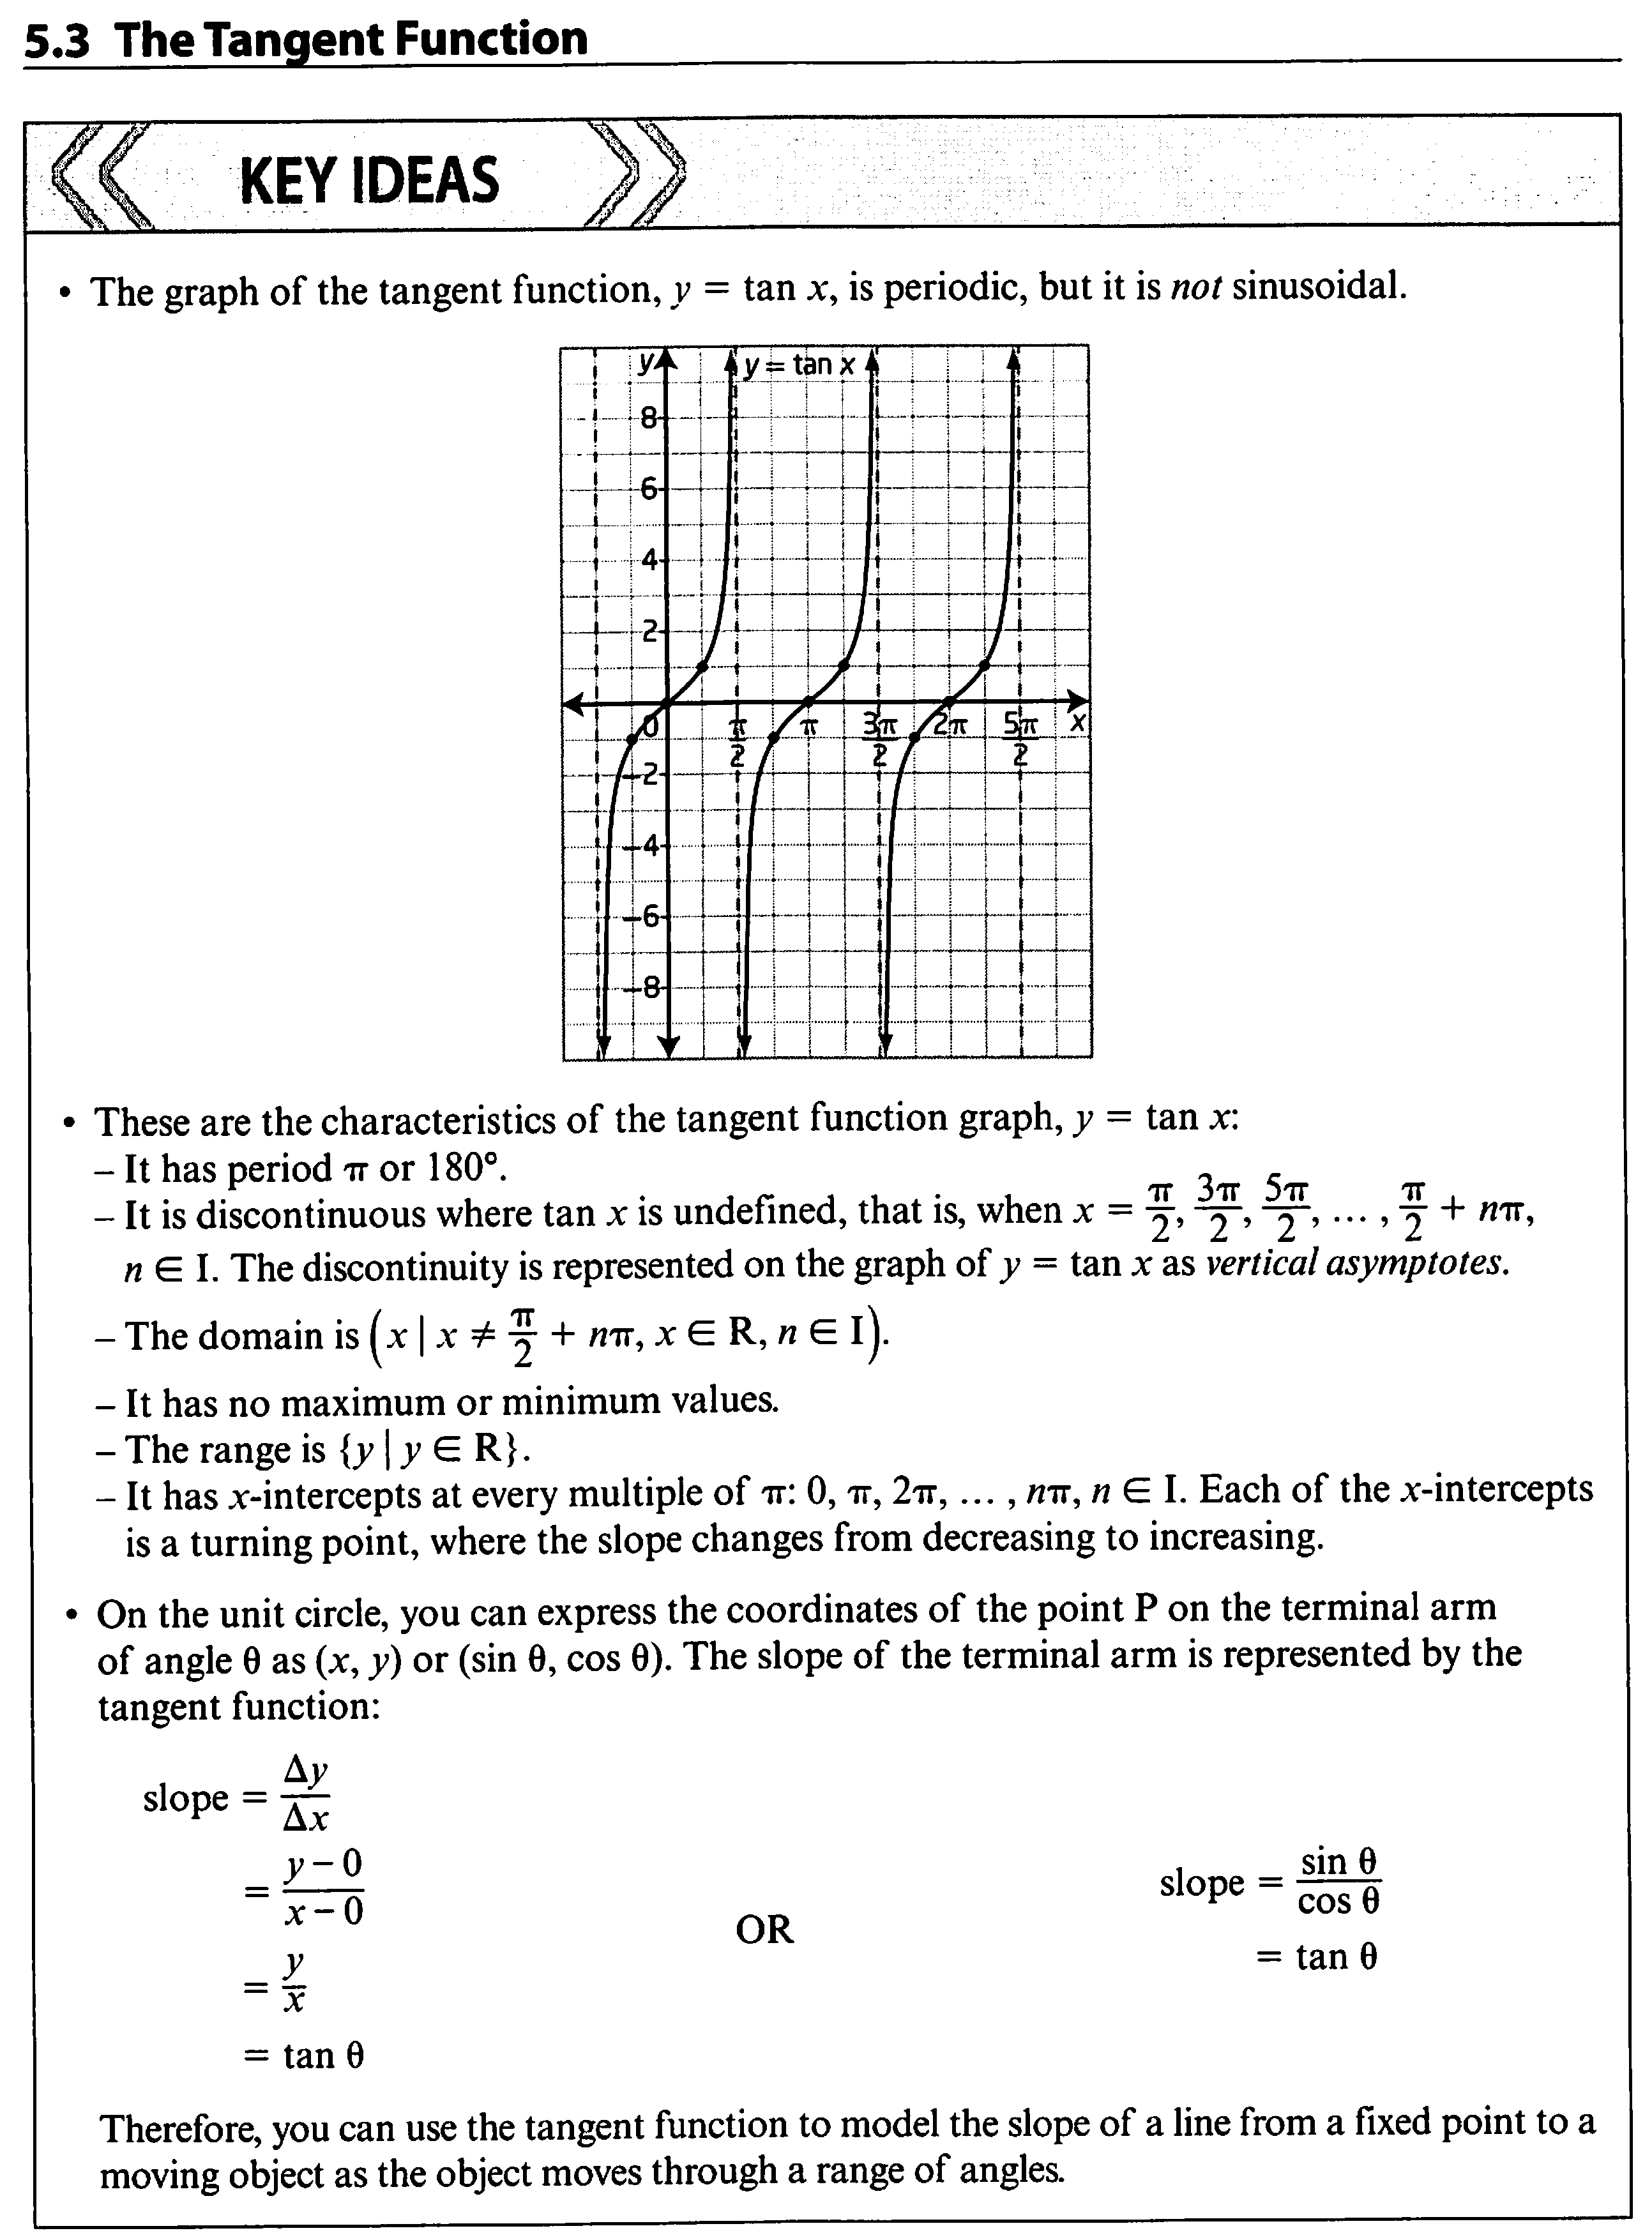 5.3 The Tangent Function
KEY IDEAS
• The graph of the tangent function, y = tan x, is periodic, but it is not sinusoidal.
y
y = tan x
8
6
4
2
0
π/2
π
3π/2
2π
5π/2
x
−2
−4
−6
−8
• These are the characteristics of the tangent function graph, y = tan x:
– It has period π or 180°.
– It is discontinuous where tan x is undefined, that is, when x = π/2, 3π/2, 5π/2, ... , π/2 + nπ,
n ∈ I. The discontinuity is represented on the graph of y = tan x as vertical asymptotes.
– The domain is (x | x ≠ π/2 + nπ, x ∈ R, n ∈ I).
– It has no maximum or minimum values.
– The range is {y | y ∈ R}.
– It has x-intercepts at every multiple of π: 0, π, 2π, ... , nπ, n ∈ I. Each of the x-intercepts
is a turning point, where the slope changes from decreasing to increasing.
• On the unit circle, you can express the coordinates of the point P on the terminal arm
of angle θ as (x, y) or (sin θ, cos θ). The slope of the terminal arm is represented by the
tangent function:
slope = Δy/Δx
= y − 0/x − 0
= y/x
= tan θ
OR
slope = sin θ/cos θ
= tan θ
Therefore, you can use the tangent function to model the slope of a line from a fixed point to a
moving object as the object moves through a range of angles.